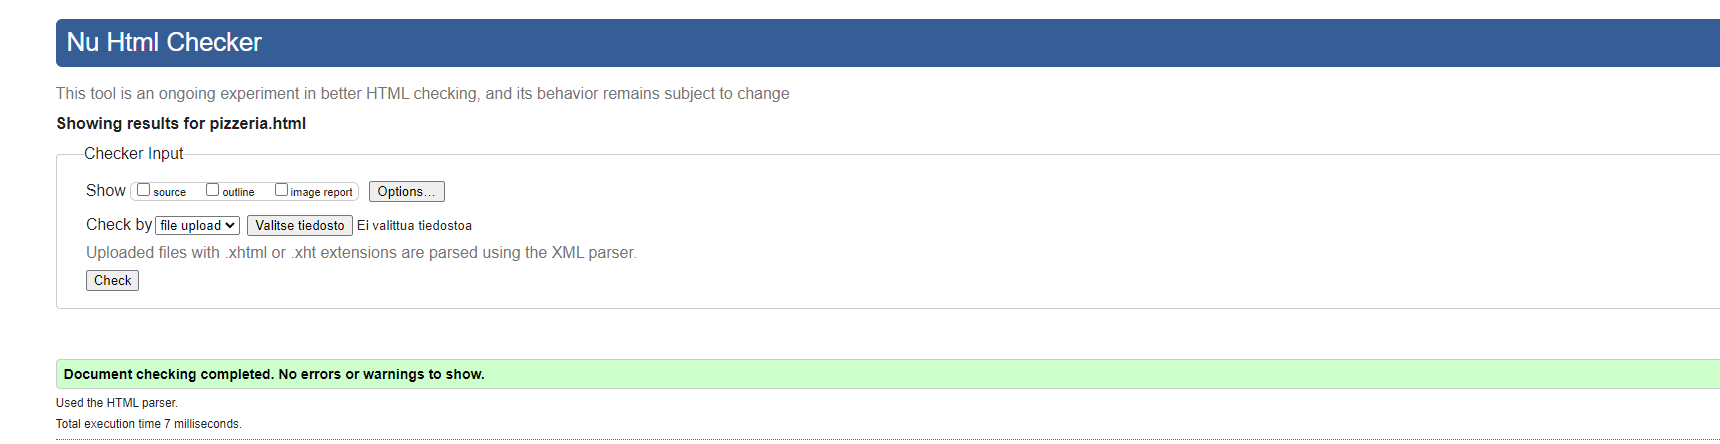 Nu Html Checker
This tool is an ongoing experiment in better HTML checking, and its behavior remains subject to change
Showing results for pizzeria.html
Checker Input
Show source outline image report Options...
Check by file upload Valitse tiedosto Ei valittua tiedostoa
Uploaded files with .xhtml or .xht extensions are parsed using the XML parser.
Check
Document checking completed. No errors or warnings to show.
Used the HTML parser.
Total execution time 7 milliseconds.